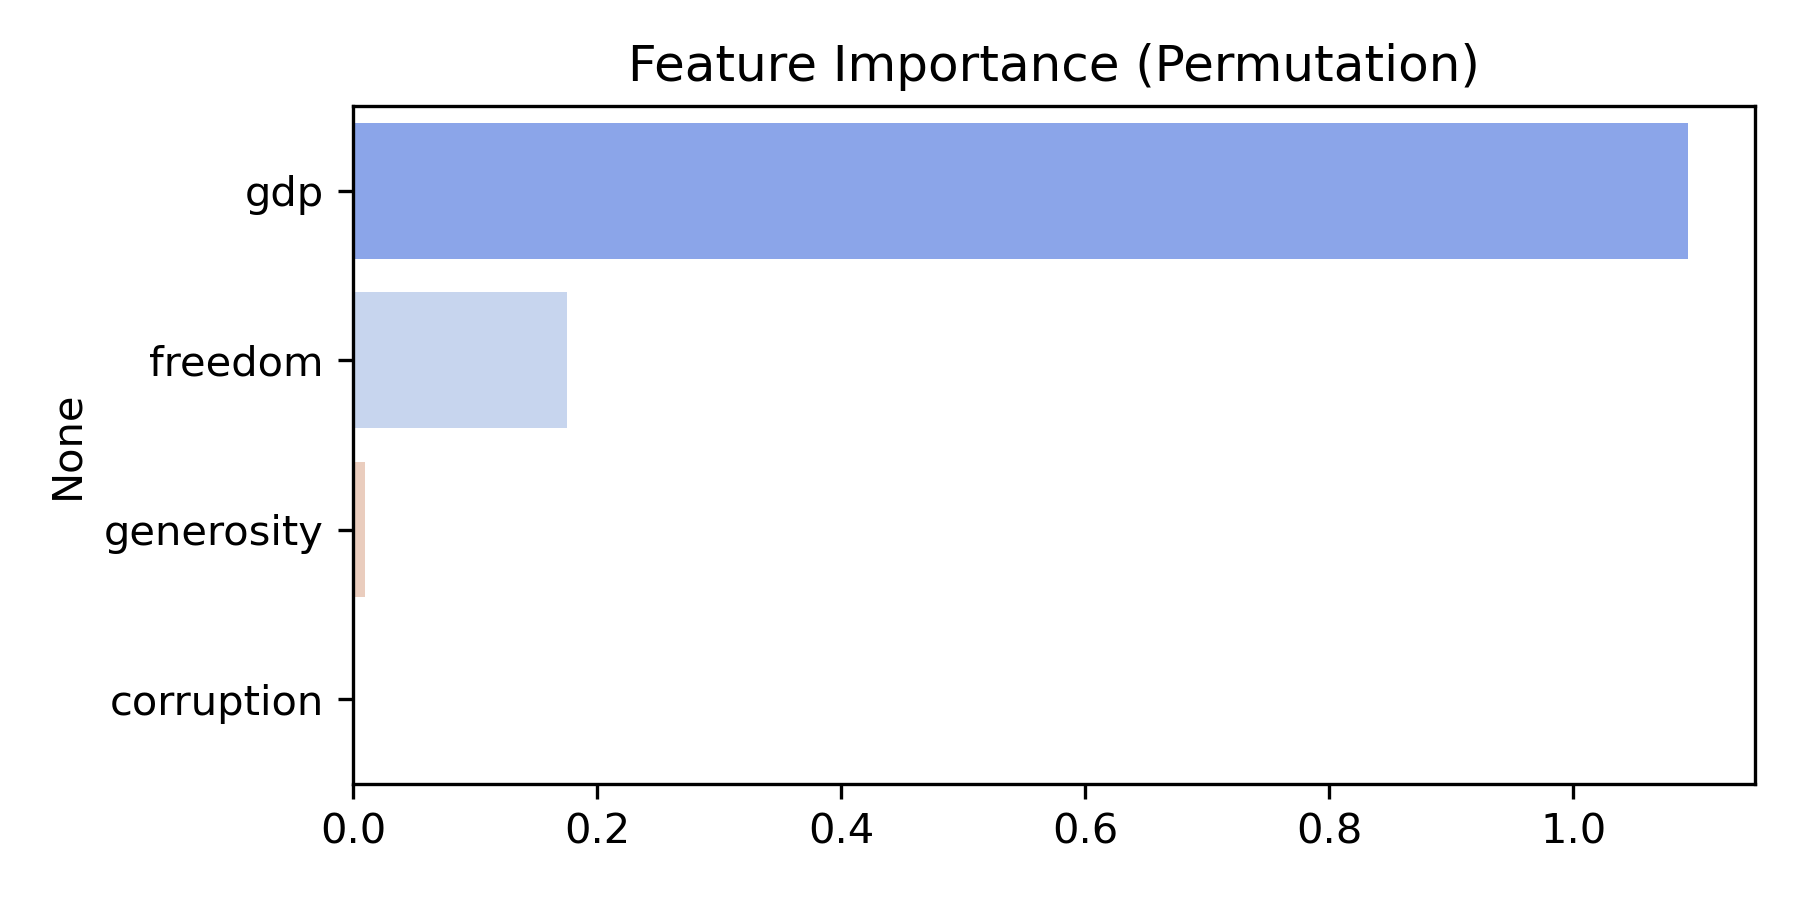 Feature Importance (Permutation)
None
gdp
freedom
generosity
corruption
0.0 0.2 0.4 0.6 0.8 1.0